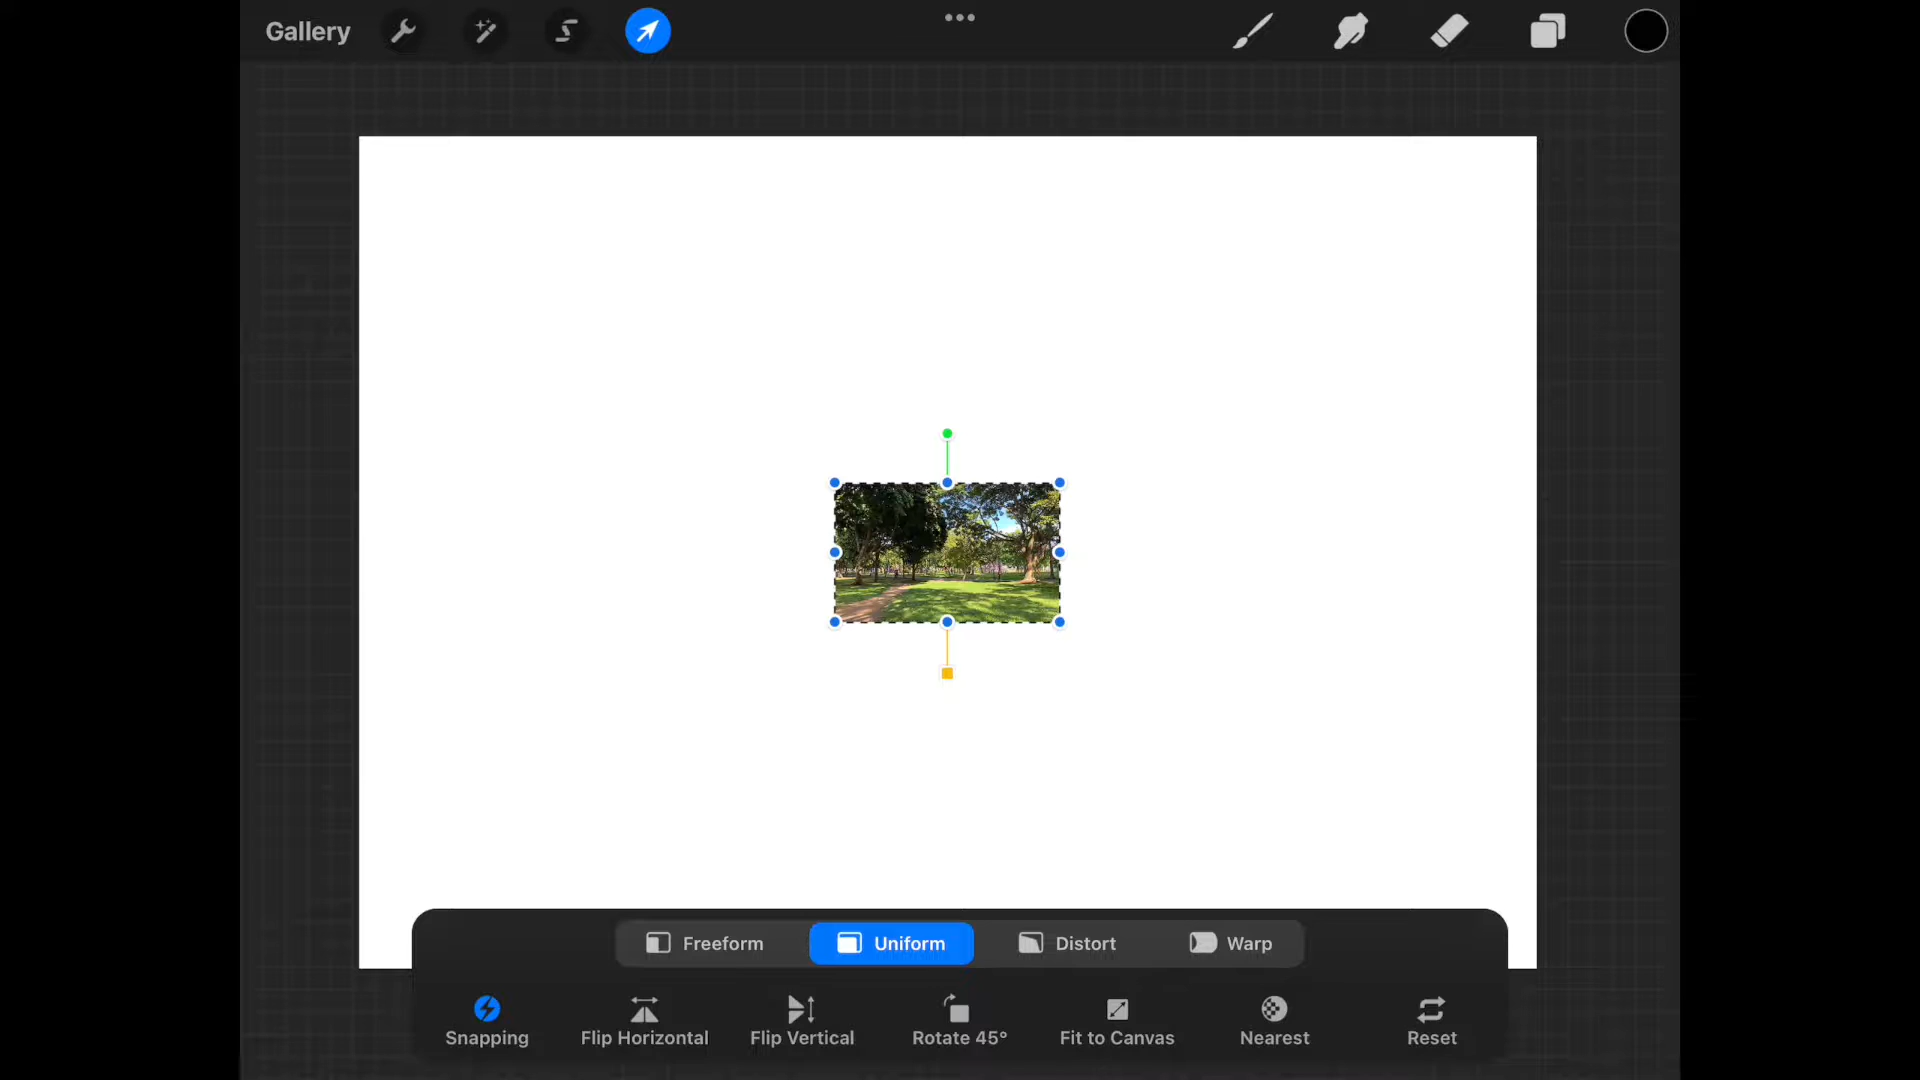 Gallery
Freeform Uniform Distort Warp
Snapping Flip Horizontal Flip Vertical Rotate 45° Fit to Canvas Nearest Reset